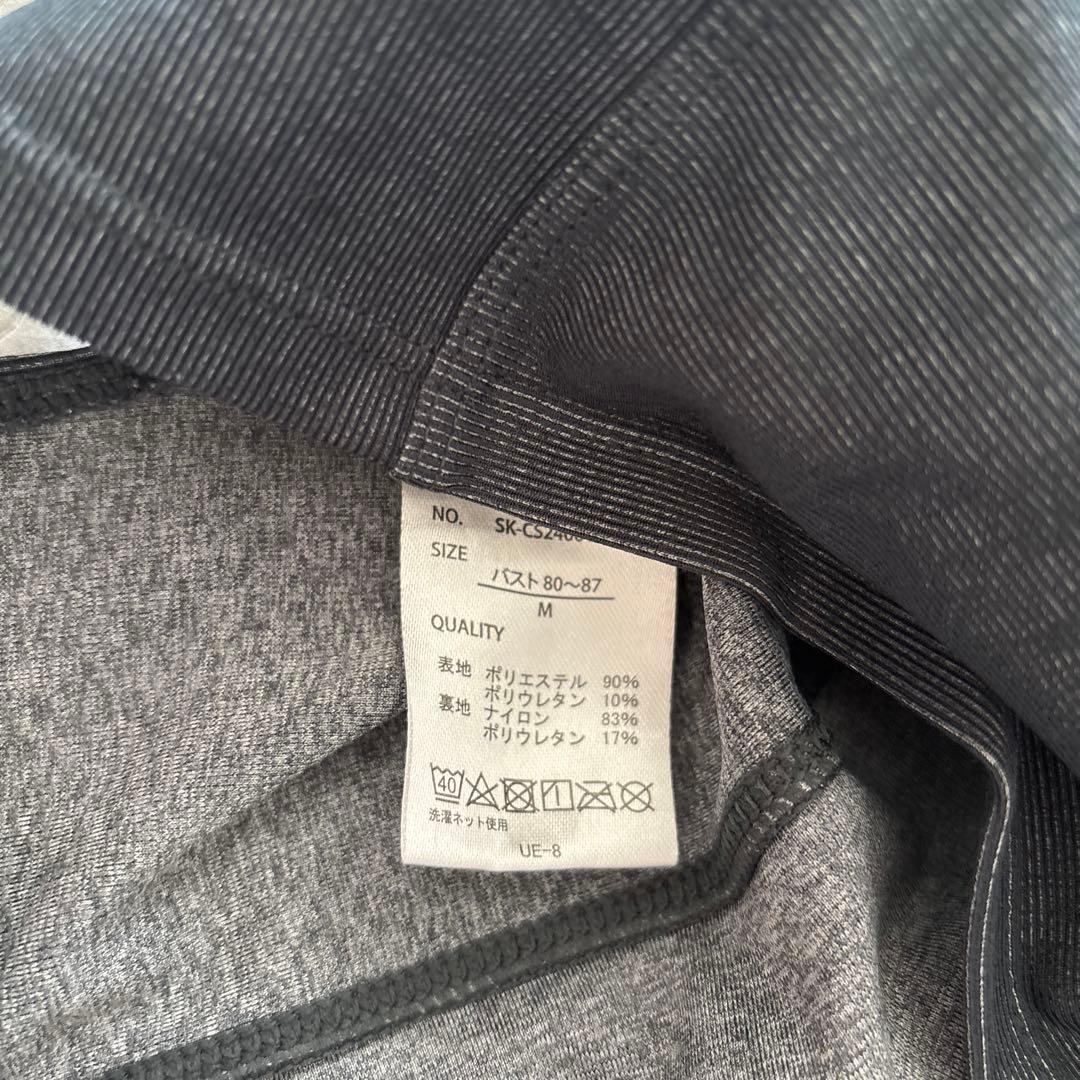 NO. SK-CS2400
SIZE
バスト80〜87
M
QUALITY
表地 ポリエステル 90%
ポリウレタン 10%
裏地 ナイロン 83%
ポリウレタン 17%
40
洗濯ネット使用
UE-8